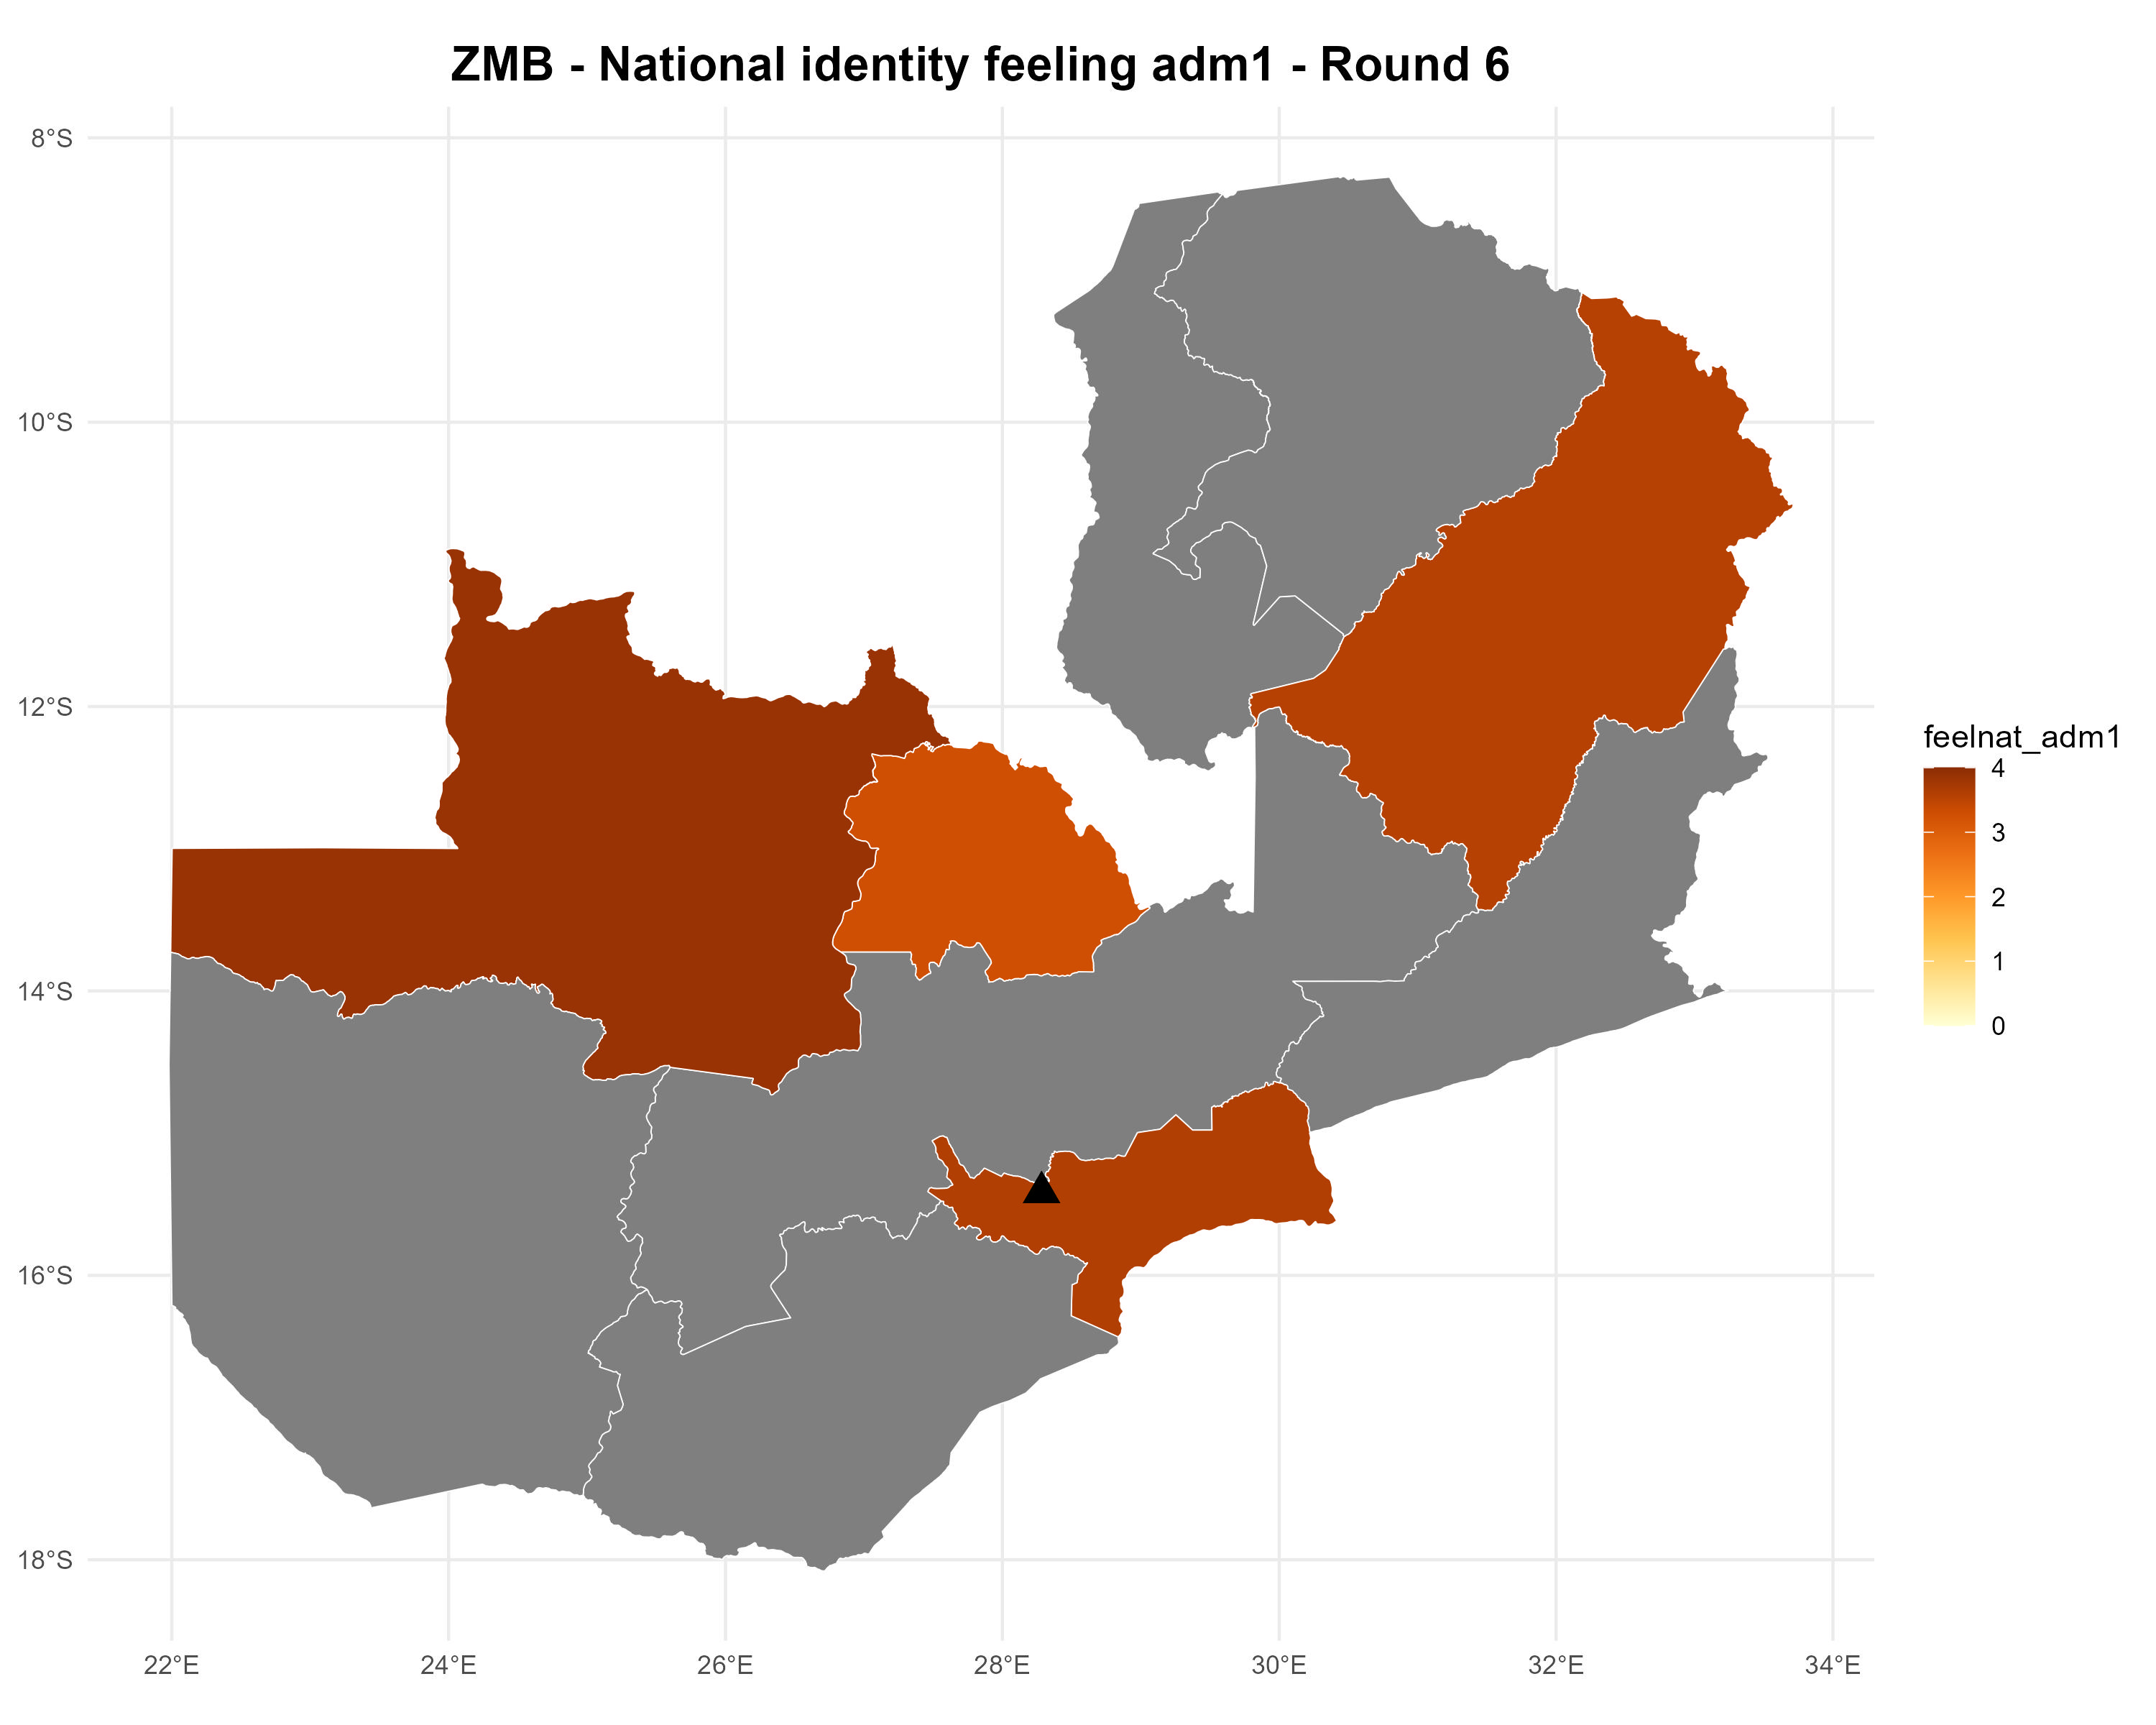 ZMB - National identity feeling adm1 - Round 6
8°S
10°S
12°S
14°S
16°S
18°S
22°E
24°E
26°E
28°E
30°E
32°E
34°E
feelnat_adm1
4
3
2
1
0